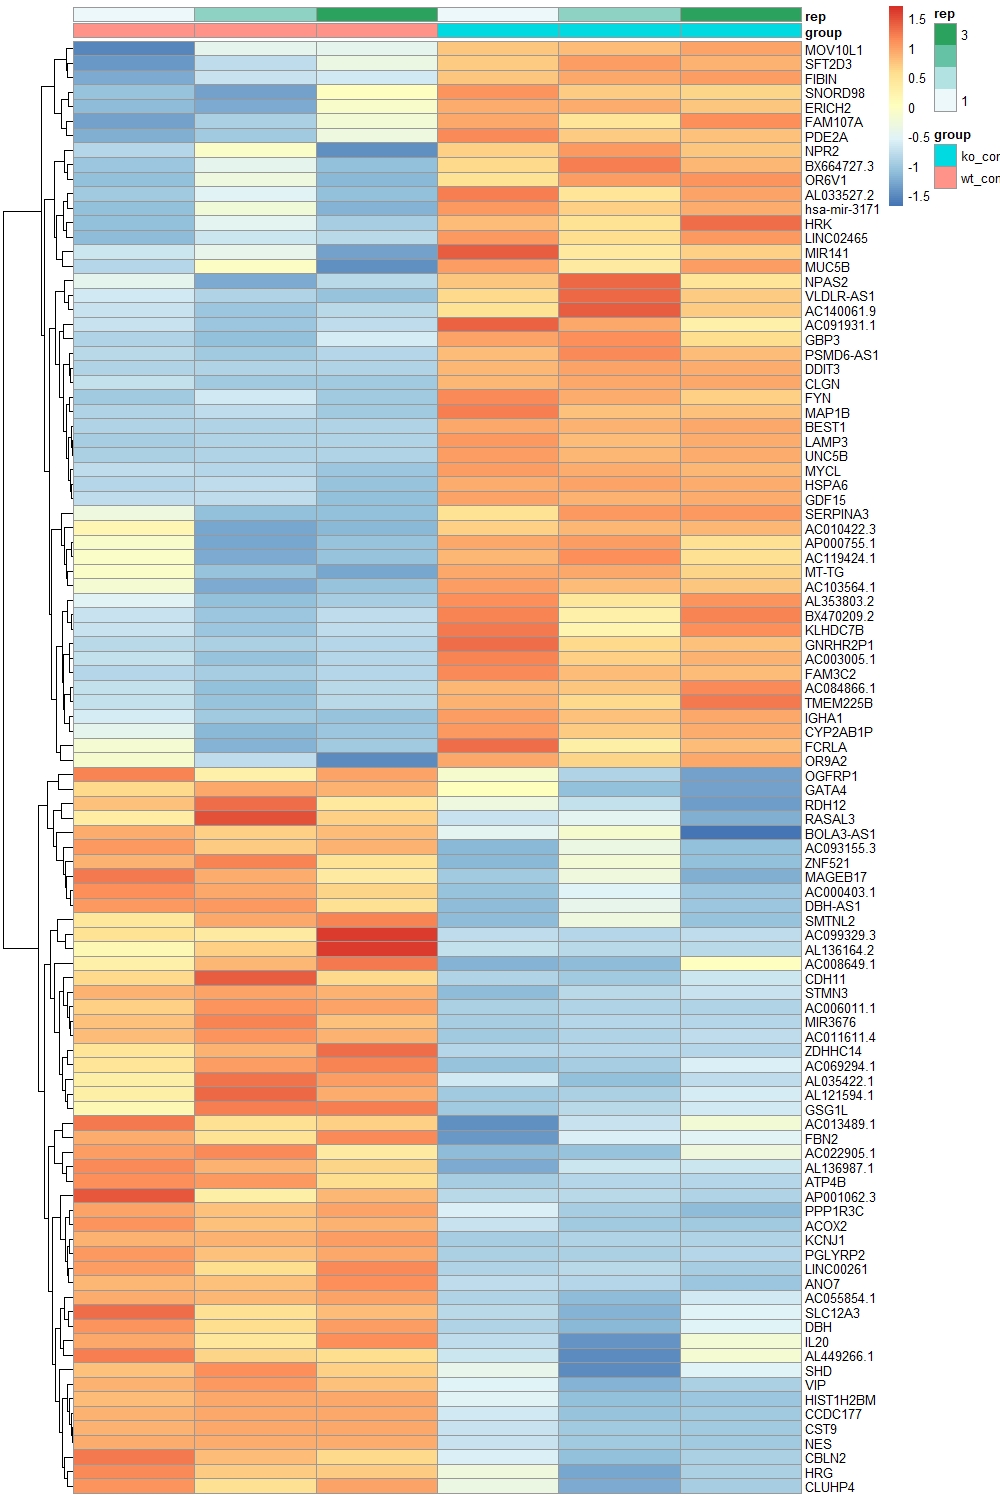 rep
group
MOV10L1
SFT2D3
FIBIN
SNORD98
ERICH2
FAM107A
PDE2A
NPR2
BX664727.3
OR6V1
AL033527.2
hsa-mir-3171
HRK
LINC02465
MIR141
MUC5B
NPAS2
VLDLR-AS1
AC140061.9
AC091931.1
GBP3
PSMD6-AS1
DDIT3
CLGN
FYN
MAP1B
BEST1
LAMP3
UNC5B
MYCL
HSPA6
GDF15
SERPINA3
AC010422.3
AP000755.1
AC119424.1
MT-TG
AC103564.1
AL353803.2
BX470209.2
KLHDC7B
GNRHR2P1
AC003005.1
FAM3C2
AC084866.1
TMEM225B
IGHA1
CYP2AB1P
FCRLA
OR9A2
OGFRP1
GATA4
RDH12
RASAL3
BOLA3-AS1
AC093155.3
ZNF521
MAGEB17
AC000403.1
DBH-AS1
SMTNL2
AC099329.3
AL136164.2
AC008649.1
CDH11
STMN3
AC006011.1
MIR3676
AC011611.4
ZDHHC14
AC069294.1
AL035422.1
AL121594.1
GSG1L
AC013489.1
FBN2
AC022905.1
AL136987.1
ATP4B
AP001062.3
PPP1R3C
ACOX2
KCNJ1
PGLYRP2
LINC00261
ANO7
AC055854.1
SLC12A3
DBH
IL20
AL449266.1
SHD
VIP
HIST1H2BM
CCDC177
CST9
NES
CBLN2
HRG
CLUHP4
1.5
1
0.5
0
-0.5
-1
-1.5
rep
3
1
group
ko_con
wt_con